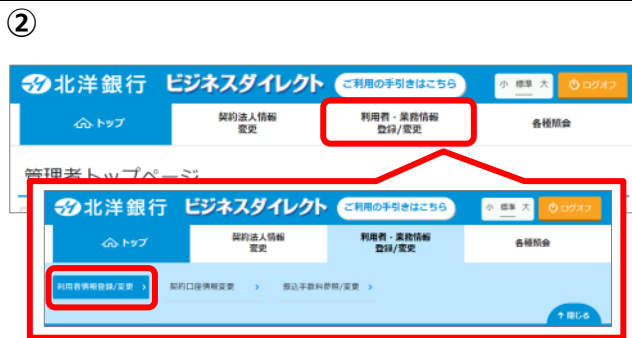 ②
北洋銀行 ビジネスダイレクト ご利用の手引きはこちら 小 標準 大 ログオフ
トップ 契約法人情報 変更 利用者・業務情報 登録/変更 各種照会
管理者トップページ
北洋銀行 ビジネスダイレクト ご利用の手引きはこちら 小 標準 大 ログオフ
トップ 契約法人情報 変更 利用者・業務情報 登録/変更 各種照会
利用者情報登録/変更 契約口座情報変更 振込手数料参照/変更
閉じる